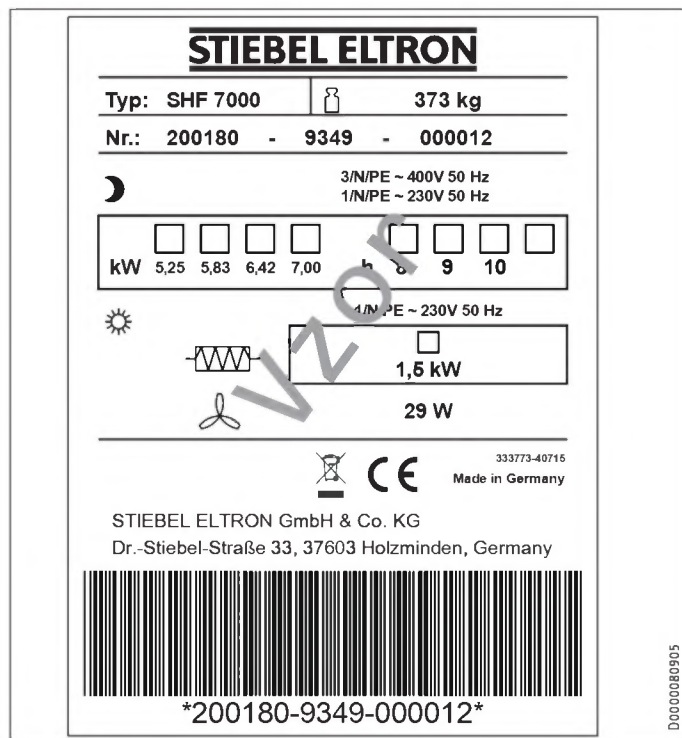 STIEBEL ELTRON
Typ: SHF 7000 373 kg
Nr.: 200180 - 9349 - 000012
3/N/PE ~ 400V 50 Hz
1/N/PE ~ 230V 50 Hz
kW 5,25 5,83 6,42 7,00 h 8 9 10
1/N/PE ~ 230V 50 Hz
1,5 kW
29 W
Vzor
CE
333773-40715
Made in Germany
STIEBEL ELTRON GmbH & Co. KG
Dr.-Stiebel-Straße 33, 37603 Holzminden, Germany
*200180-9349-000012*
D0000080905